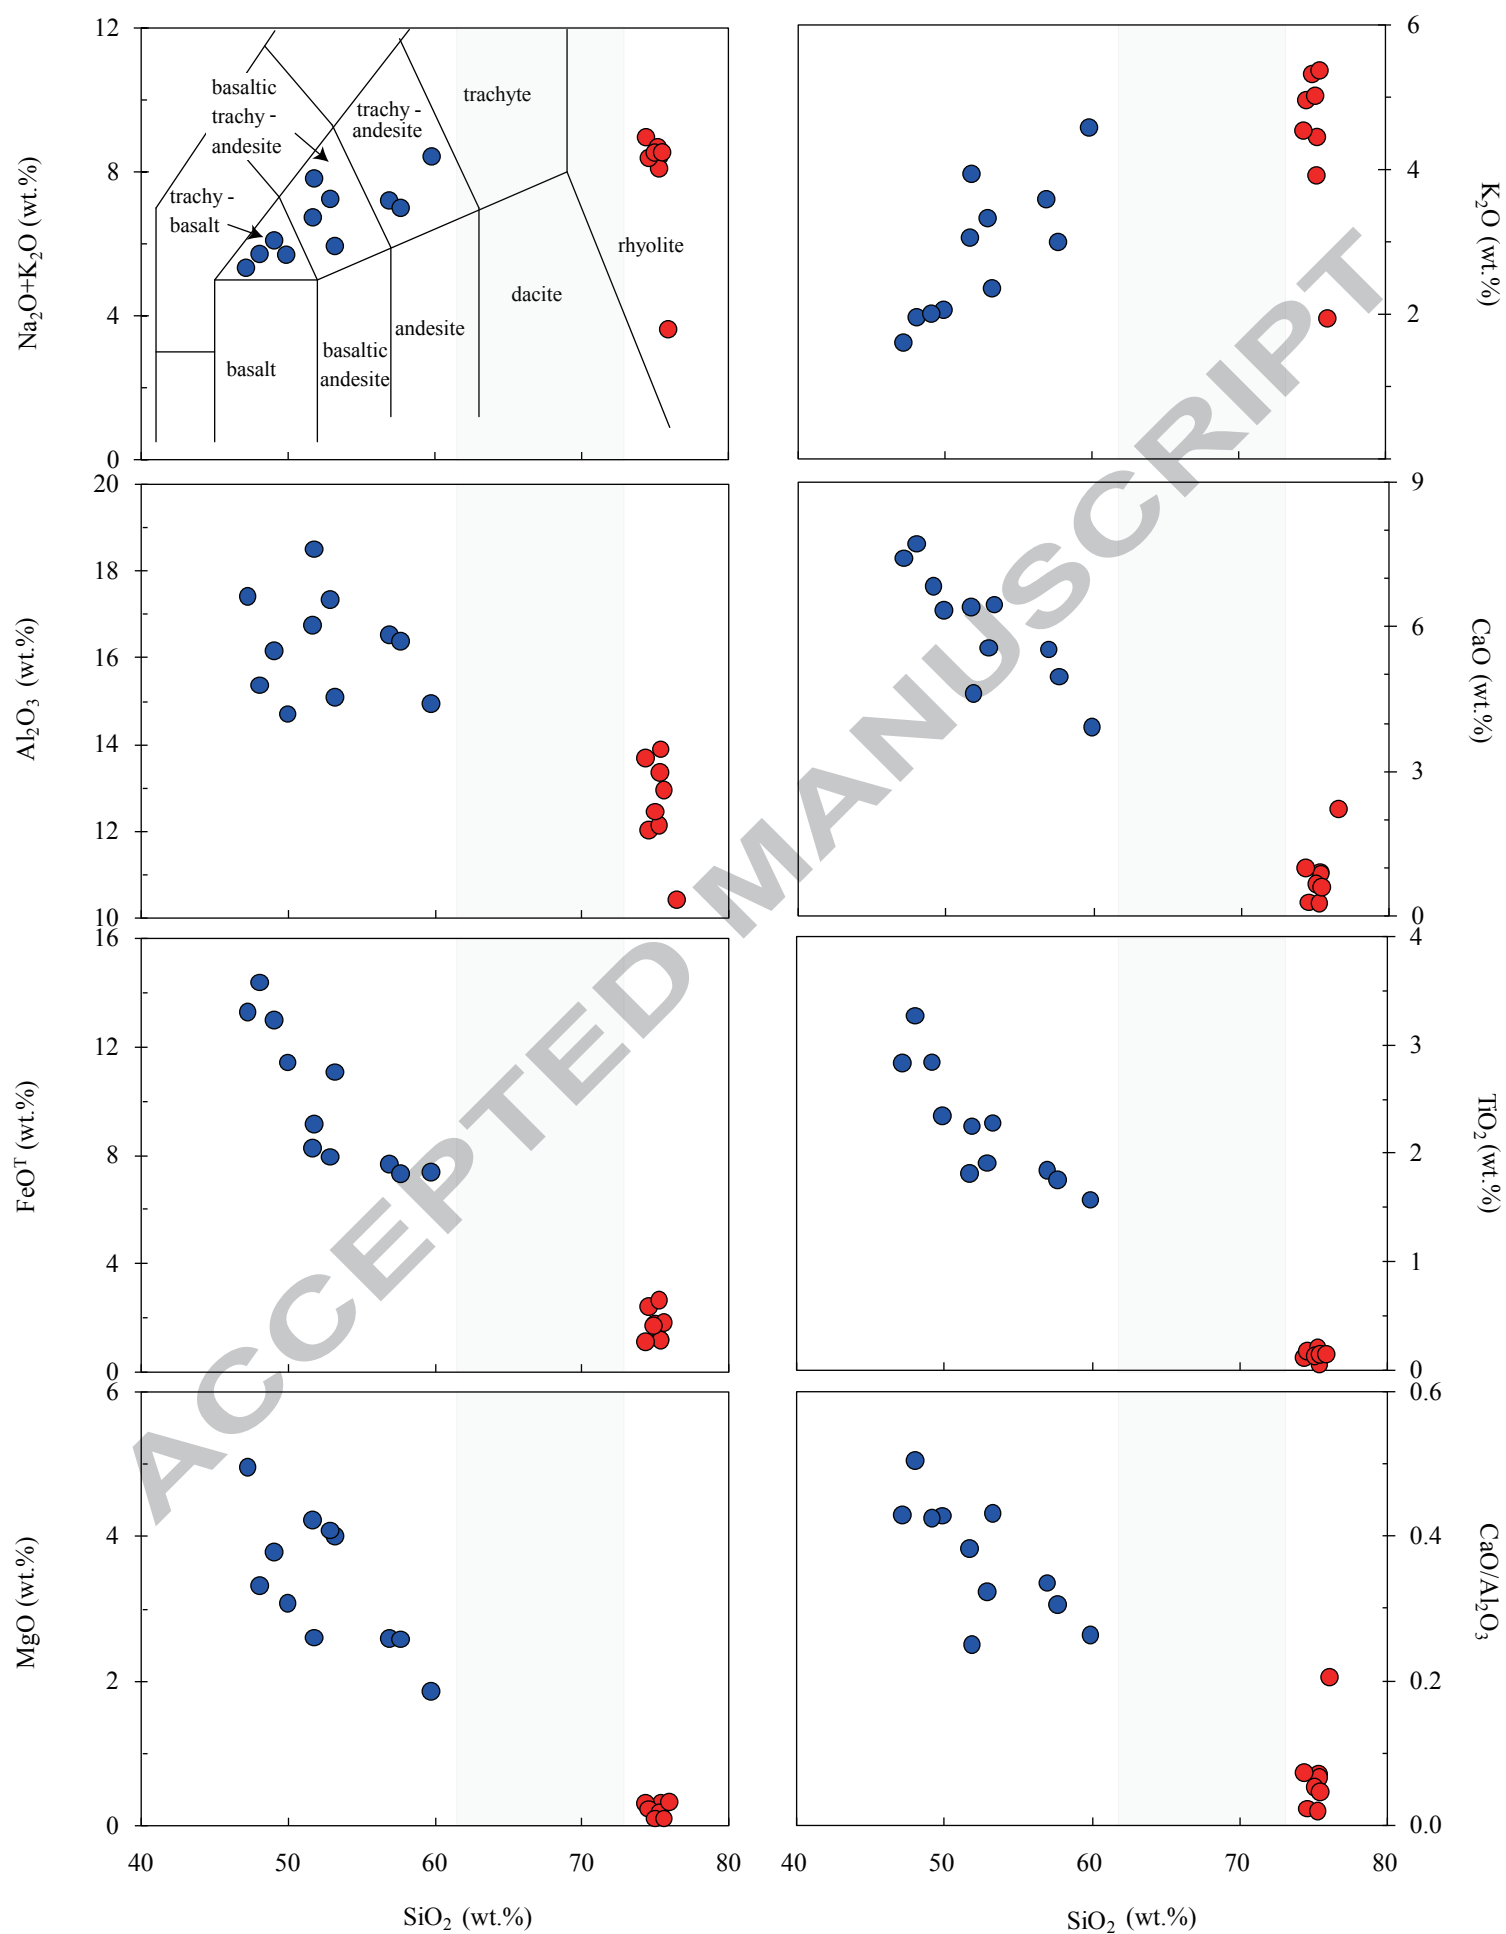 12
8
4
0
Na₂O+K₂O (wt.%)
basaltic
trachy -
andesite
trachy -
andesite
trachyte
trachy -
basalt
rhyolite
dacite
andesite
basaltic
andesite
basalt
6
4
2
K₂O (wt.%)
20
18
16
14
12
10
Al₂O₃ (wt.%)
9
6
3
0
CaO (wt.%)
16
12
8
4
0
FeOᵀ (wt.%)
4
3
2
1
0
TiO₂ (wt.%)
6
4
2
0
MgO (wt.%)
0.6
0.4
0.2
0.0
CaO/Al₂O₃
40 50 60 70 80
SiO₂ (wt.%)
40 50 60 70 80
SiO₂ (wt.%)
ACCEPTED MANUSCRIPT